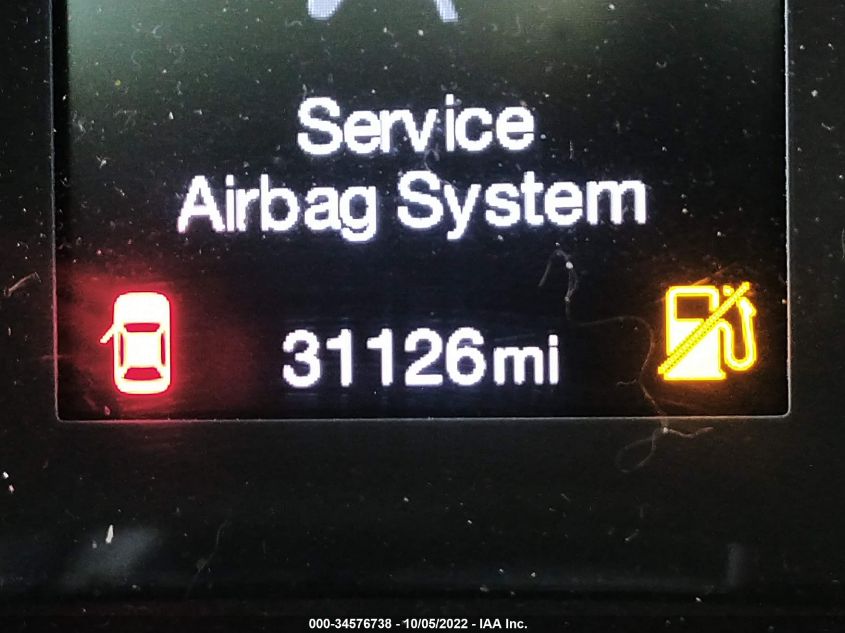 Service
Airbag System
31126mi
000-34576738 - 10/05/2022 - IAA Inc.